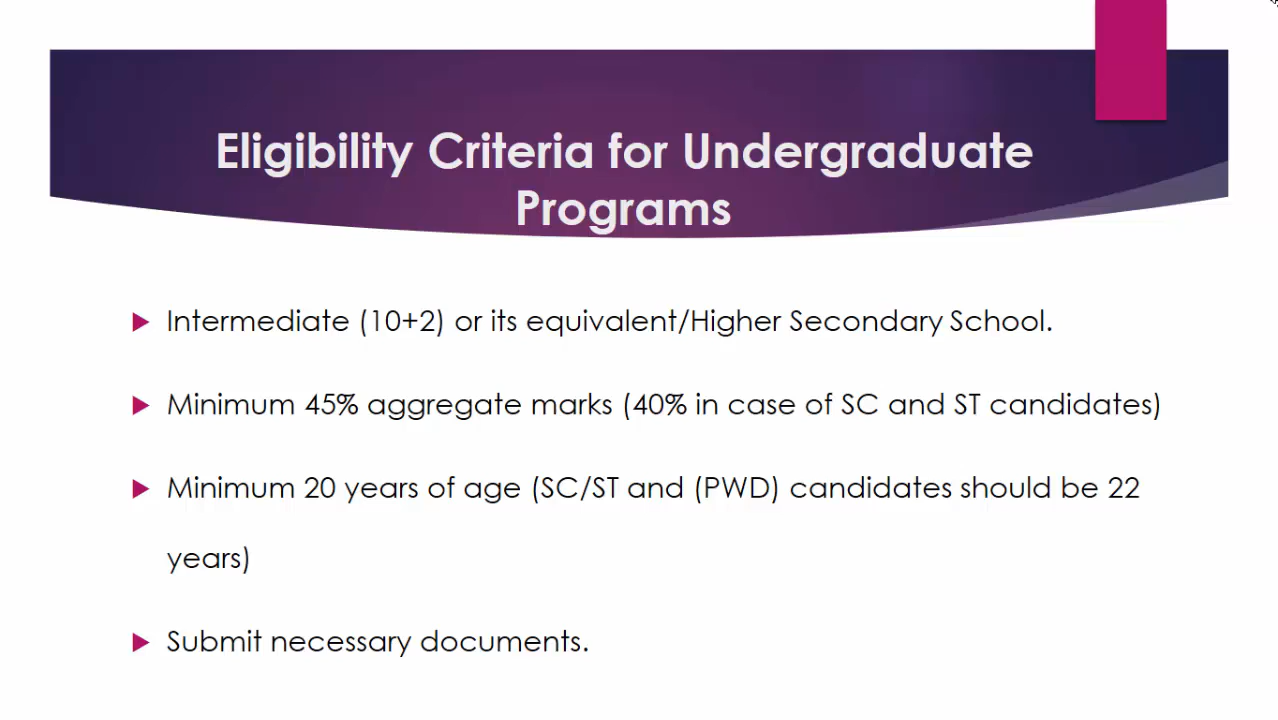 Eligibility Criteria for Undergraduate
Programs
Intermediate (10+2) or its equivalent/Higher Secondary School.
Minimum 45% aggregate marks (40% in case of SC and ST candidates)
Minimum 20 years of age (SC/ST and (PWD) candidates should be 22
years)
Submit necessary documents.